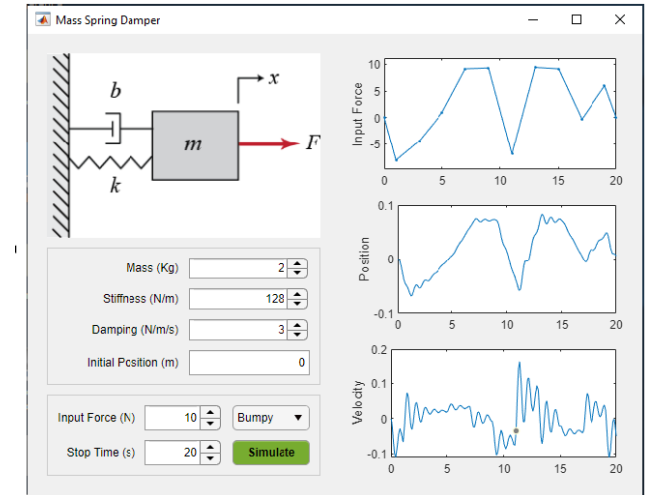 Mass Spring Damper
b
x
m
F
k
Mass (Kg) 2
Stiffness (N/m) 128
Damping (N/m/s) 3
Initial Position (m) 0
Input Force (N) 10 Bumpy
Stop Time (s) 20 Simulate
Input Force
10
5
0
-5
0 5 10 15 20
Position
0.1
0
-0.1
0 5 10 15 20
Velocity
0.2
0.1
0
-0.1
0 5 10 15 20